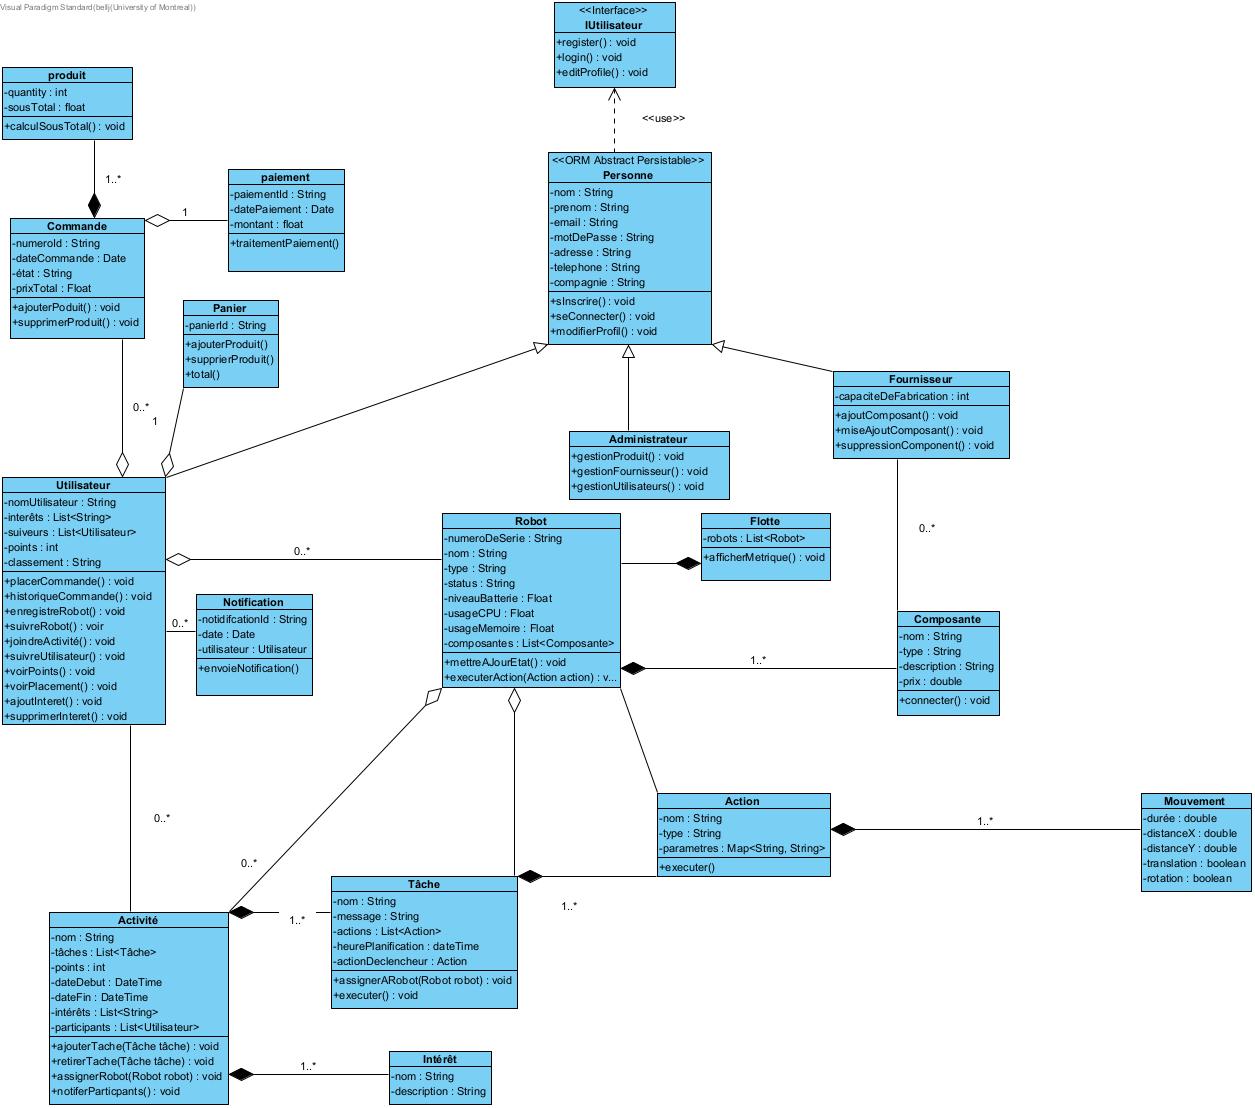 Visual Paradigm Standard(bellj(University of Montreal))
<<Interface>>
IUtilisateur
+register() : void
+login() : void
+editProfile() : void
<<use>>
produit
-quantity : int
-sousTotal : float
+calculSousTotal() : void
1..*
paiement
-paiementId : String
-datePaiement : Date
-montant : float
+traitementPaiement()
1
Commande
-numeroId : String
-dateCommande : Date
-état : String
-prixTotal : Float
+ajouterPoduit() : void
+supprimerProduit() : void
0..*
Panier
-panierId : String
+ajouterProduit()
+supprierProduit()
+total()
1
<<ORM Abstract Persistable>>
Personne
-nom : String
-prenom : String
-email : String
-motDePasse : String
-adresse : String
-telephone : String
-compagnie : String
+sInscrire() : void
+seConnecter() : void
+modifierProfil() : void
Fournisseur
-capaciteDeFabrication : int
+ajoutComposant() : void
+miseAjoutComposant() : void
+suppressionComponent() : void
0..*
Administrateur
+gestionProduit() : void
+gestionFournisseur() : void
+gestionUtilisateurs() : void
Utilisateur
-nomUtilisateur : String
-interêts : List<String>
-suiveurs : List<Utilisateur>
-points : int
-classement : String
+placerCommande() : void
+historiqueCommande() : void
+enregistreRobot() : void
+suivreRobot() : voir
+joindreActivité() : void
+suivreUtilisateur() : void
+voirPoints() : void
+voirPlacement() : void
+ajoutInteret() : void
+supprimerInteret() : void
0..*
0..*
Notification
-notidifcationId : String
-date : Date
-utilisateur : Utilisateur
+envoieNotification()
Robot
-numeroDeSerie : String
-nom : String
-type : String
-status : String
-niveauBatterie : Float
-usageCPU : Float
-usageMemoire : Float
-composantes : List<Composante>
+mettreAJourEtat() : void
+executerAction(Action action) : v...
Flotte
-robots : List<Robot>
+afficherMetrique() : void
1..*
Composante
-nom : String
-type : String
-description : String
-prix : double
+connecter() : void
0..*
0..*
Action
-nom : String
-type : String
-parametres : Map<String, String>
+executer()
1..*
Mouvement
-durée : double
-distanceX : double
-distanceY : double
-translation : boolean
-rotation : boolean
Tâche
-nom : String
-message : String
-actions : List<Action>
-heurePlanification : dateTime
-actionDeclencheur : Action
+assignerARobot(Robot robot) : void
+executer() : void
1..*
1..*
Activité
-nom : String
-tâches : List<Tâche>
-points : int
-dateDebut : DateTime
-dateFin : DateTime
-intérêts : List<String>
-participants : List<Utilisateur>
+ajouterTache(Tâche tâche) : void
+retirerTache(Tâche tâche) : void
+assignerRobot(Robot robot) : void
+notiferParticpants() : void
1..*
Intérêt
-nom : String
-description : String